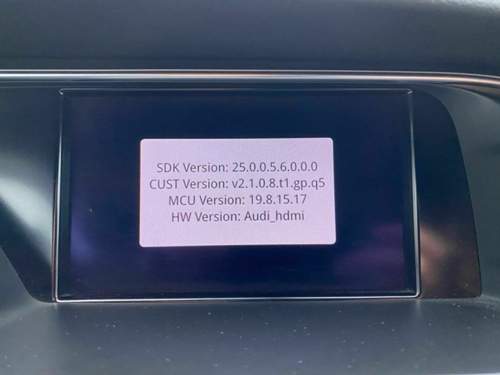 SDK Version: 25.0.0.5.6.0.0.0
CUST Version: v2.1.0.8.t1.gp.q5
MCU Version: 19.8.15.17
HW Version: Audi_hdmi